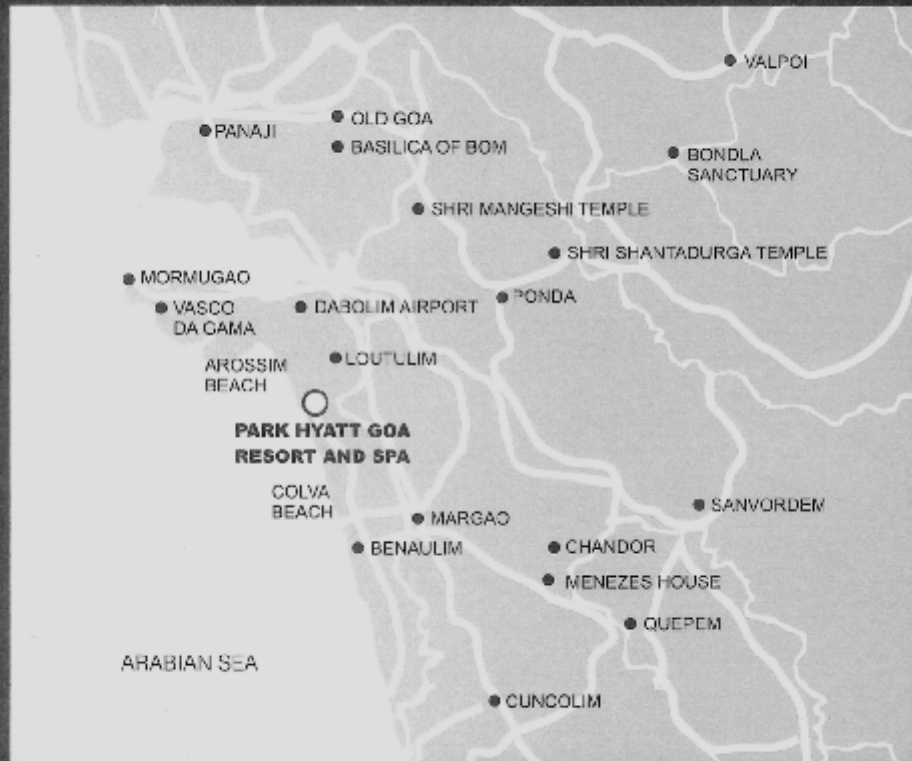 VALPOI
OLD GOA
PANAJI
BASILICA OF BOM
BONDLA
SANCTUARY
SHRI MANGESHI TEMPLE
SHRI SHANTADURGA TEMPLE
MORMUGAO
PONDA
VASCO
DA GAMA
DABOLIM AIRPORT
LOUTULIM
AROSSIM
BEACH
PARK HYATT GOA
RESORT AND SPA
COLVA
BEACH
SANVORDEM
MARGAO
BENAULIM
CHANDOR
MENEZES HOUSE
QUEPEM
ARABIAN SEA
CUNCOLIM